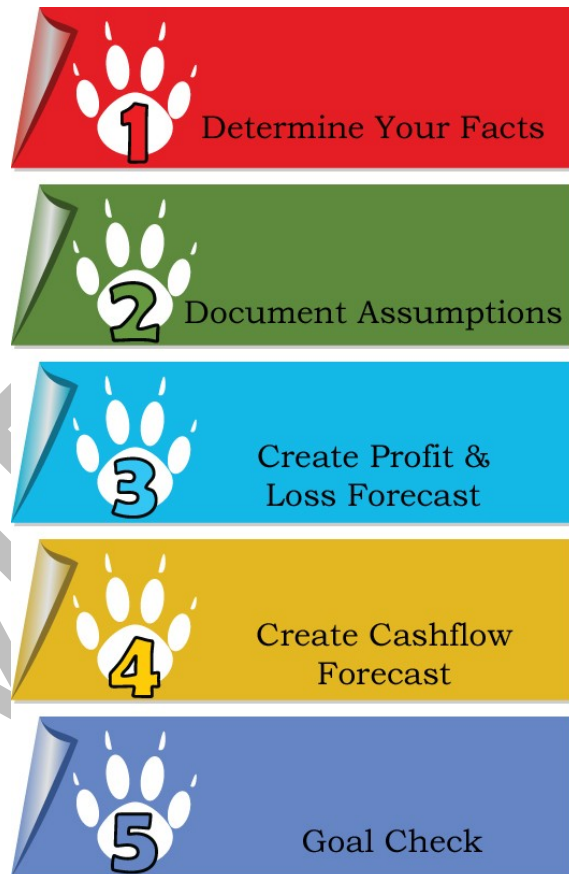 1
Determine Your Facts
2
Document Assumptions
3
Create Profit &
Loss Forecast
4
Create Cashflow
Forecast
5
Goal Check